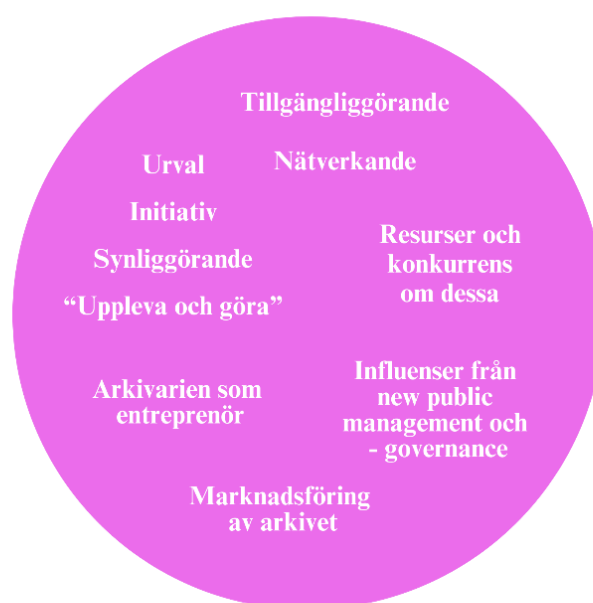 Tillgängliggörande
Urval
Nätverkande
Initiativ
Synliggörande
“Uppleva och göra”
Resurser och
konkurrens
om dessa
Arkivarien som
entreprenör
Influenser från
new public
management och
- governance
Marknadsföring
av arkivet